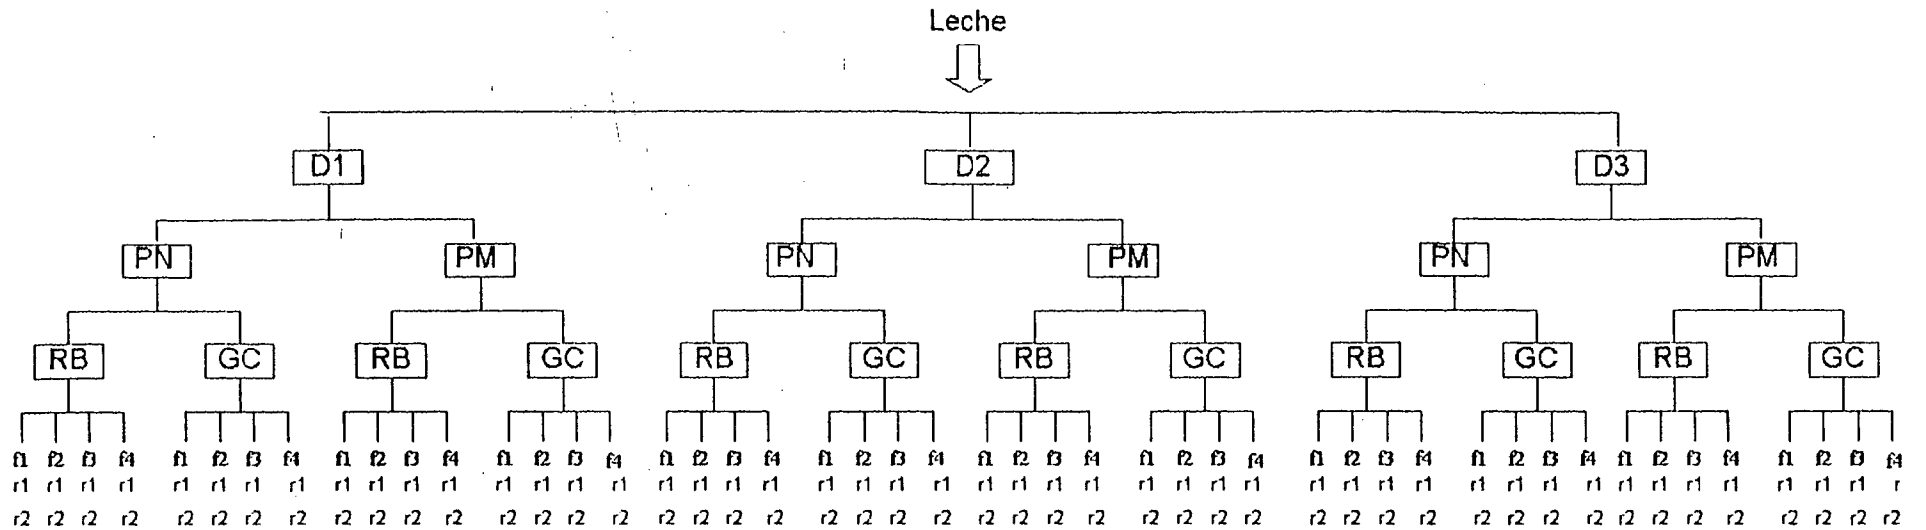 Leche
D1 D2 D3
PN PM PN PM PN PM
RB GC RB GC RB GC RB GC RB GC RB GC
f1 f2 f3 f4 f1 f2 f3 f4 f1 f2 f3 f4 f1 f2 f3 f4 f1 f2 f3 f4 f1 f2 f3 f4 f1 f2 f3 f4 f1 f2 f3 f4 f1 f2 f3 f4 f1 f2 f3 f4 f1 f2 f3 f4 f1 f2 f3 f4
r1 r1 r1 r1 r1 r1 r1 r1 r1 r1 r1 r1 r1 r1 r1 r1 r1 r1 r1 r1 r1 r1 r1 r1 r1 r1 r1 r1 r1 r1 r1 r1 r1 r1 r1 r1 r1 r1 r1 r1 r1 r1 r1 r1 r1 r1 r1 r
r2 r2 r2 r2 r2 r2 r2 r2 r2 r2 r2 r2 r2 r2 r2 r2 r2 r2 r2 r2 r2 r2 r2 r2 r2 r2 r2 r2 r2 r2 r2 r2 r2 r2 r2 r2 r2 r2 r2 r2 r2 r2 r2 r2 r2 r2 r2 r2